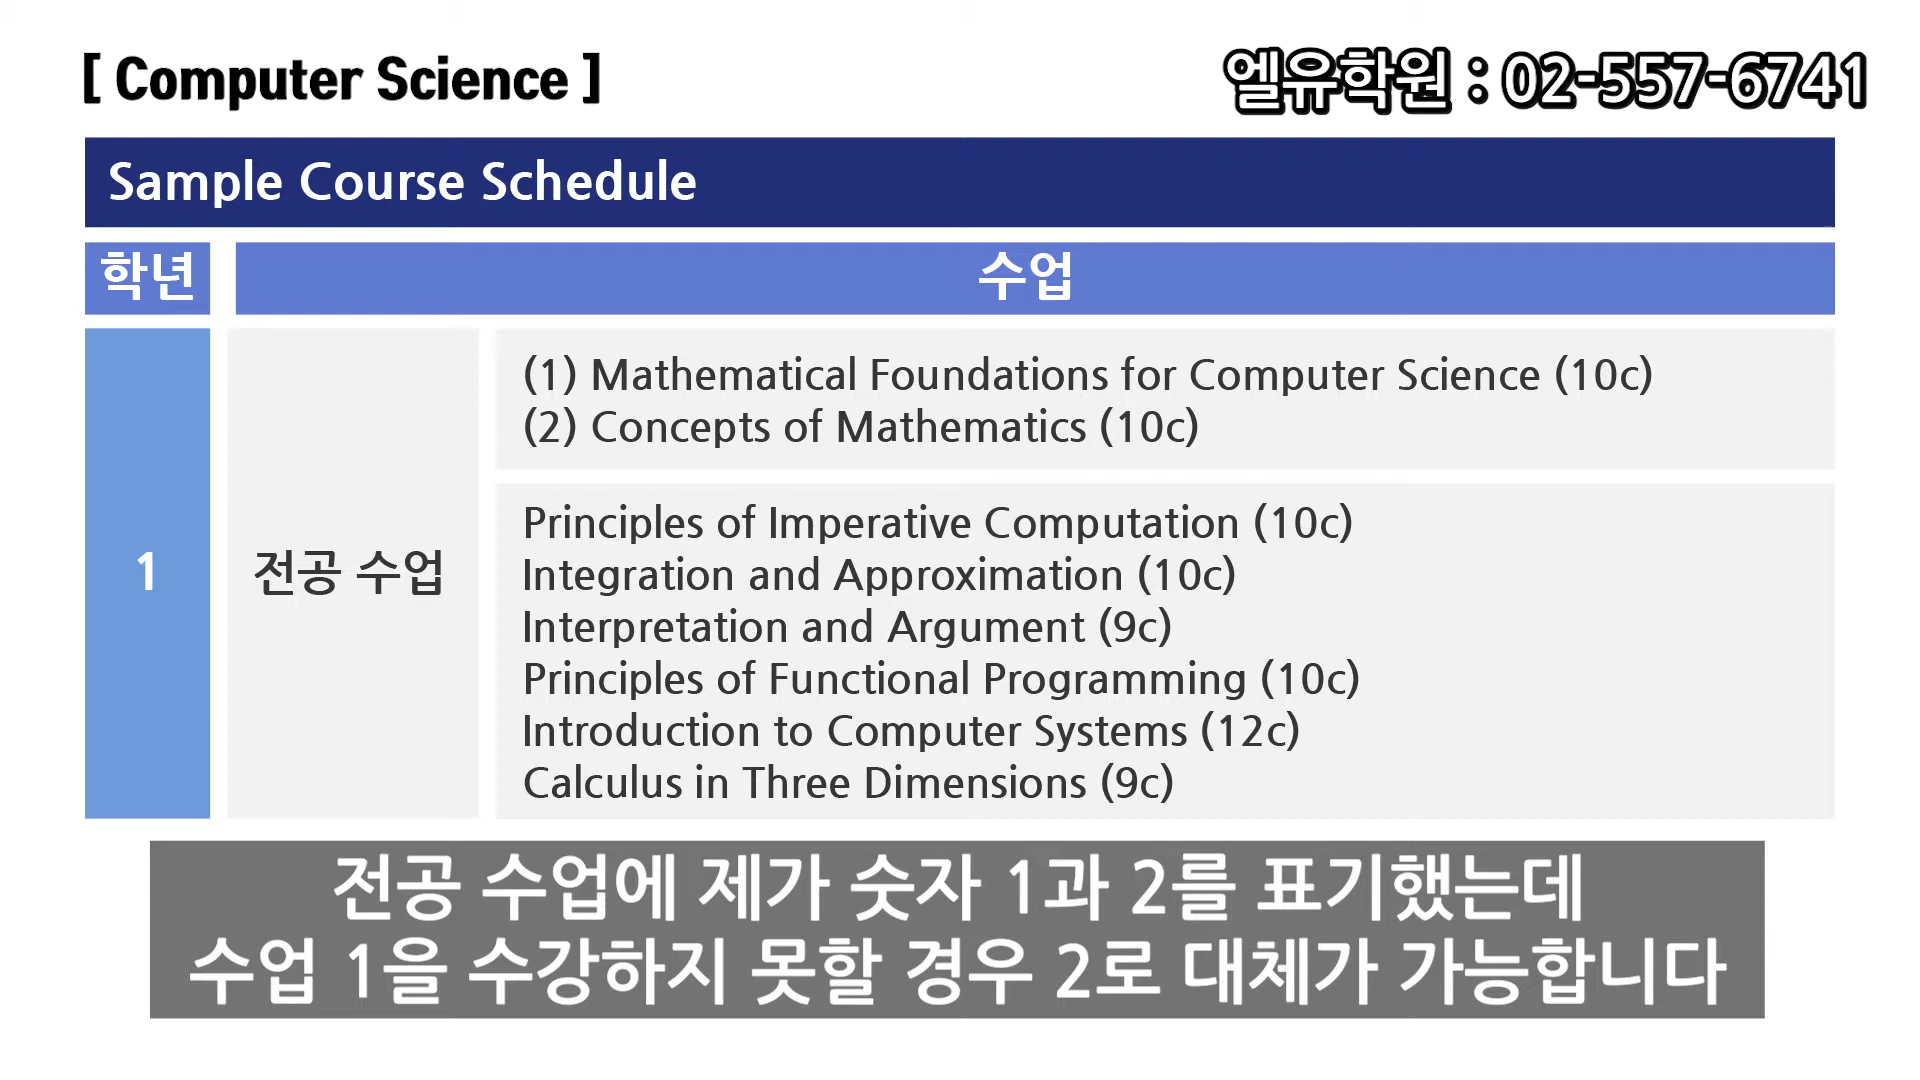 [ Computer Science ]
엘유학원 : 02-557-6741
Sample Course Schedule
학년
수업
1
전공 수업
(1) Mathematical Foundations for Computer Science (10c)
(2) Concepts of Mathematics (10c)
Principles of Imperative Computation (10c)
Integration and Approximation (10c)
Interpretation and Argument (9c)
Principles of Functional Programming (10c)
Introduction to Computer Systems (12c)
Calculus in Three Dimensions (9c)
전공 수업에 제가 숫자 1과 2를 표기했는데
수업 1을 수강하지 못할 경우 2로 대체가 가능합니다